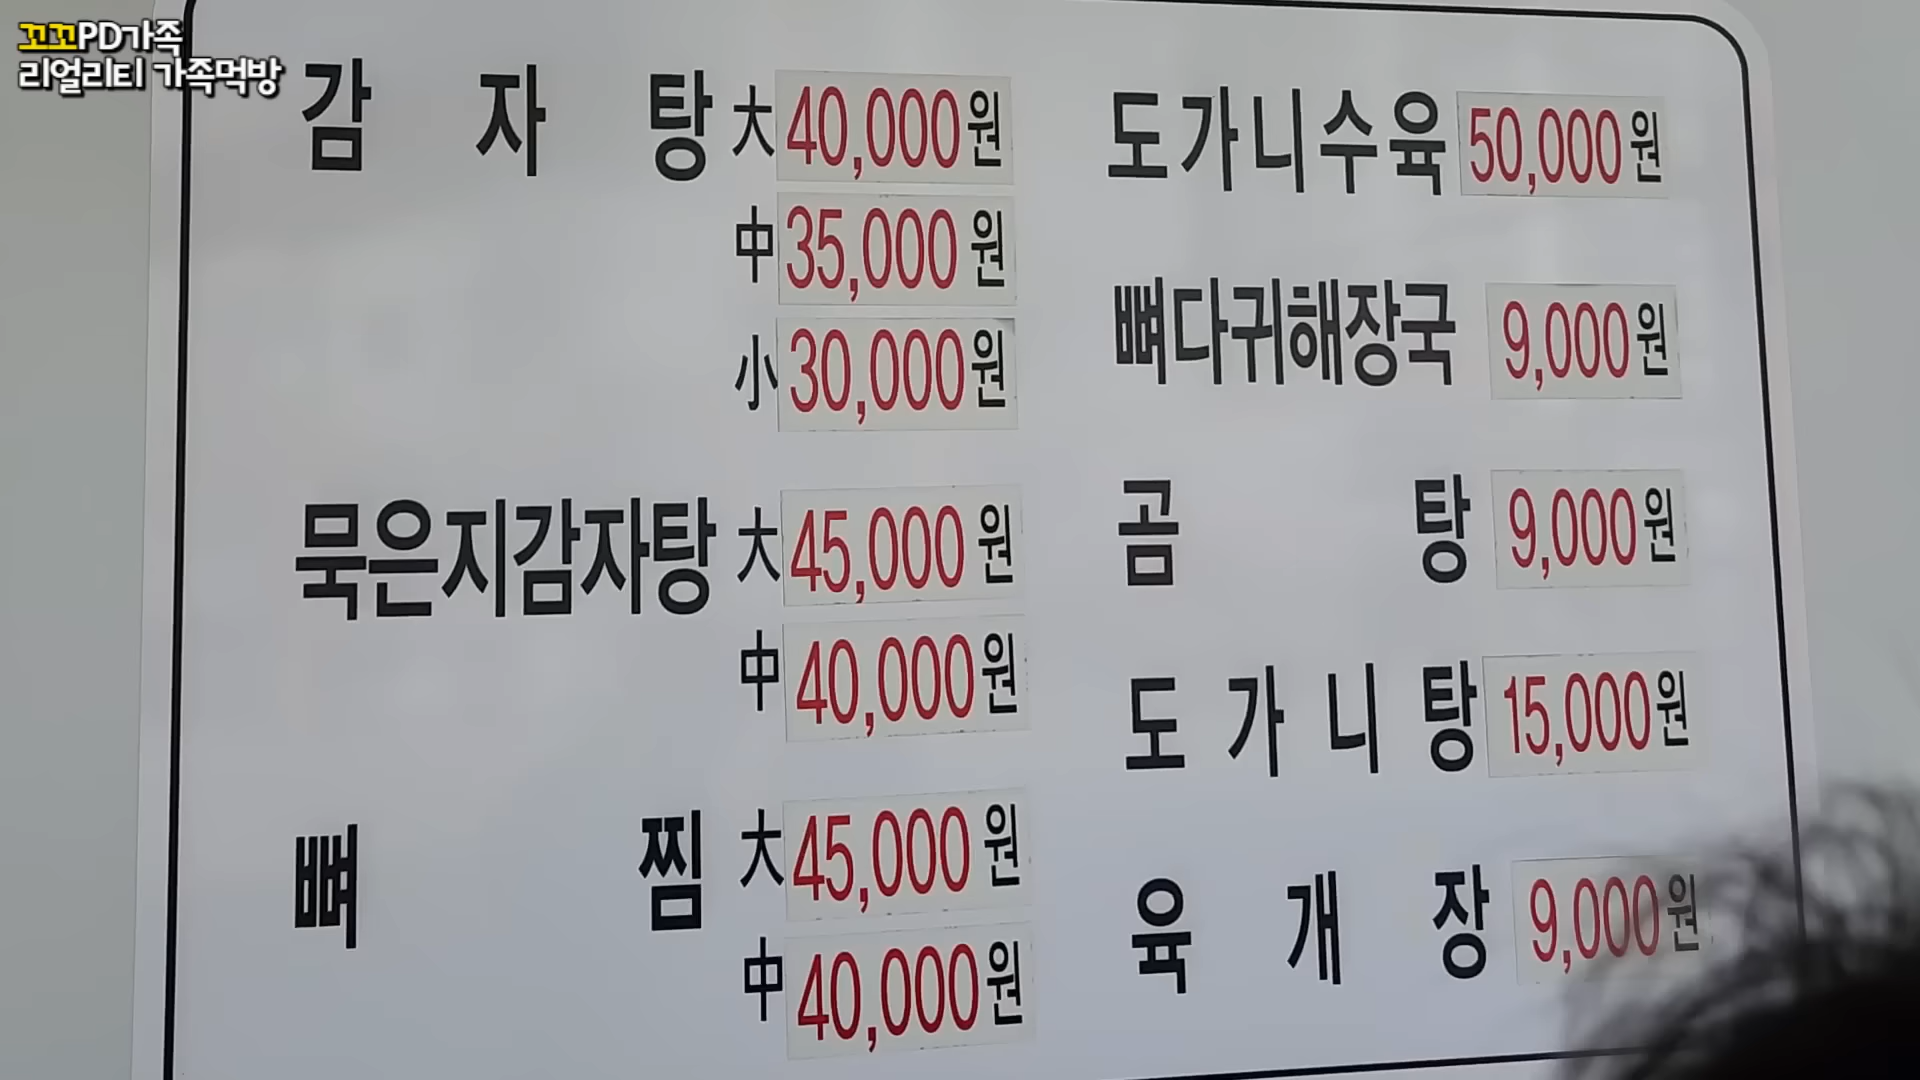 꼬꼬PD가족
리얼리티 가족먹방
감자탕 大 40,000원
中 35,000원
小 30,000원
묵은지감자탕 大 45,000원
中 40,000원
뼈찜 大 45,000원
中 40,000원
도가니수육 50,000원
뼈다귀해장국 9,000원
곰탕 9,000원
도가니탕 15,000원
육개장 9,000원